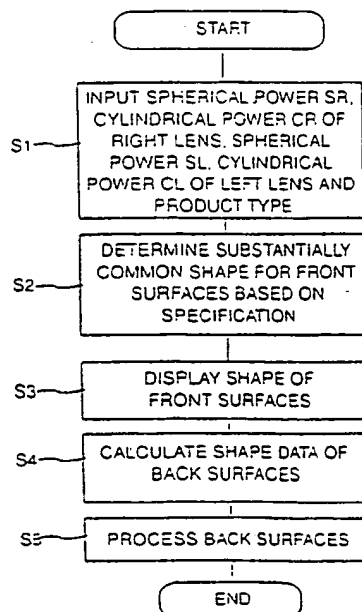 START
S1
INPUT SPHERICAL POWER SR,
CYLINDRICAL POWER CR OF
RIGHT LENS, SPHERICAL
POWER SL, CYLINDRICAL
POWER CL OF LEFT LENS AND
PRODUCT TYPE
S2
DETERMINE SUBSTANTIALLY
COMMON SHAPE FOR FRONT
SURFACES BASED ON
SPECIFICATION
S3
DISPLAY SHAPE OF
FRONT SURFACES
S4
CALCULATE SHAPE DATA OF
BACK SURFACES
S5
PROCESS BACK SURFACES
END